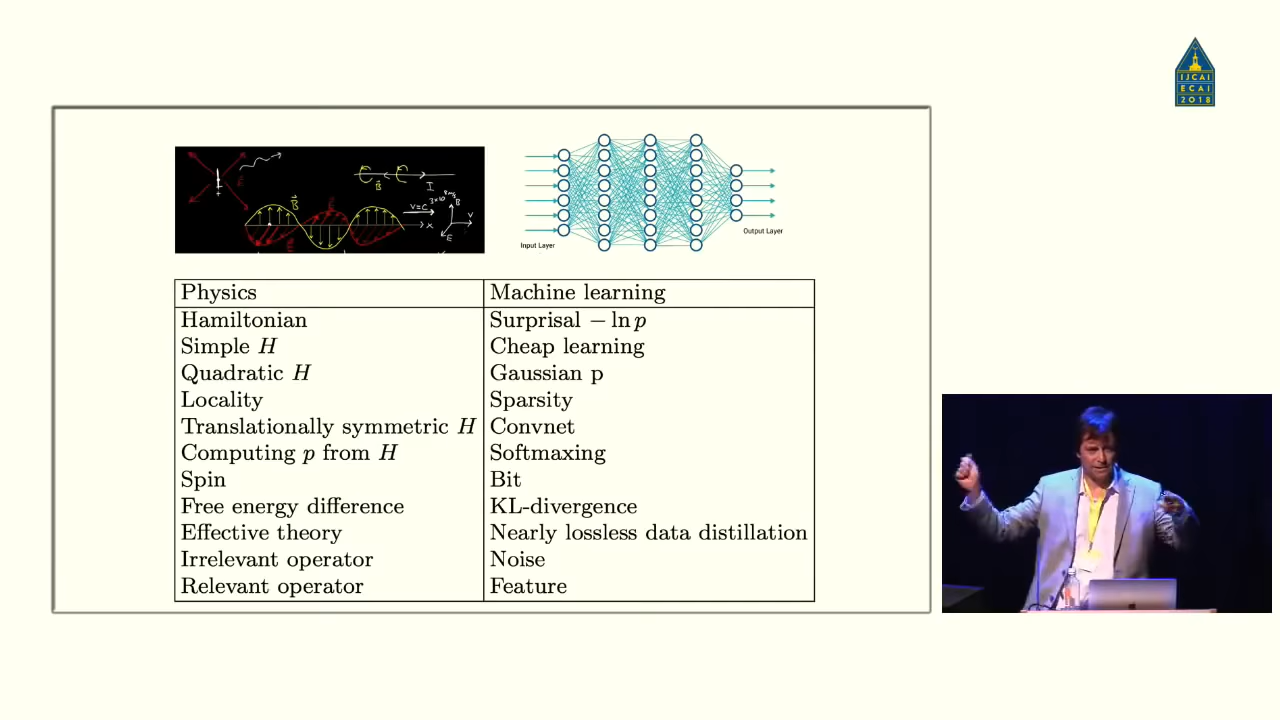 IJCAI
ECAI
2018
B
E
B
I
V=C
3×10⁸ m/s
B
V
E
x
E
E
Input Layer
Output Layer
Physics Machine learning
Hamiltonian Surprisal − ln p
Simple H Cheap learning
Quadratic H Gaussian p
Locality Sparsity
Translationally symmetric H Convnet
Computing p from H Softmaxing
Spin Bit
Free energy difference KL-divergence
Effective theory Nearly lossless data distillation
Irrelevant operator Noise
Relevant operator Feature